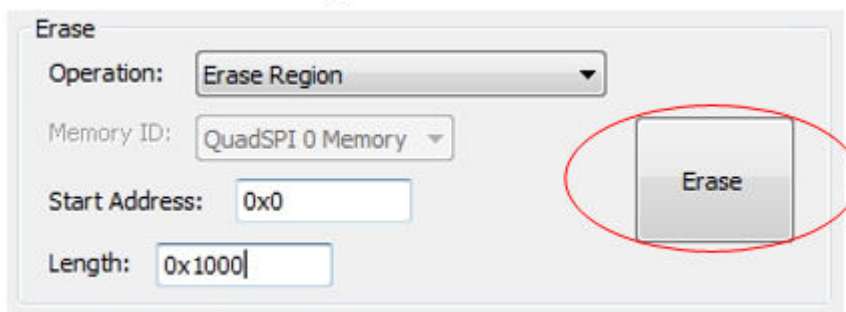 Erase
Operation: Erase Region
Memory ID: QuadSPI 0 Memory
Erase
Start Address: 0x0
Length: 0x1000